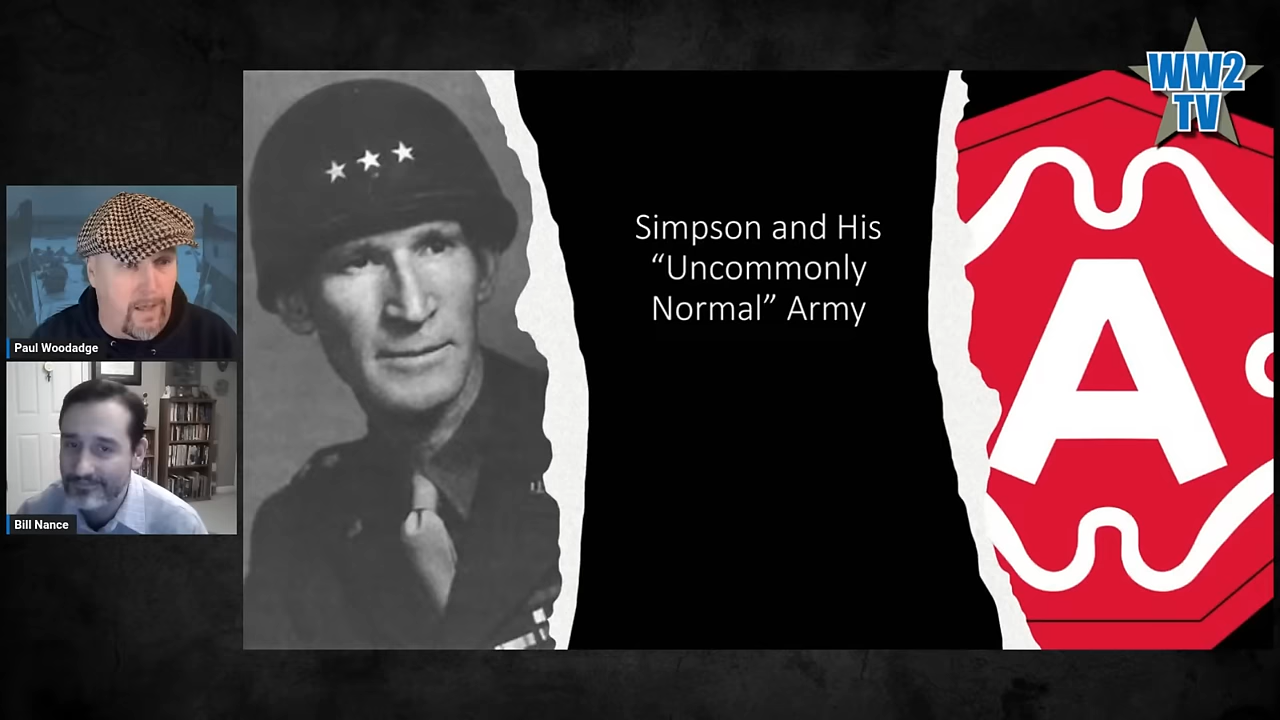 WW2
TV
Simpson and His
“Uncommonly
Normal” Army
A
Paul Woodadge
Bill Nance